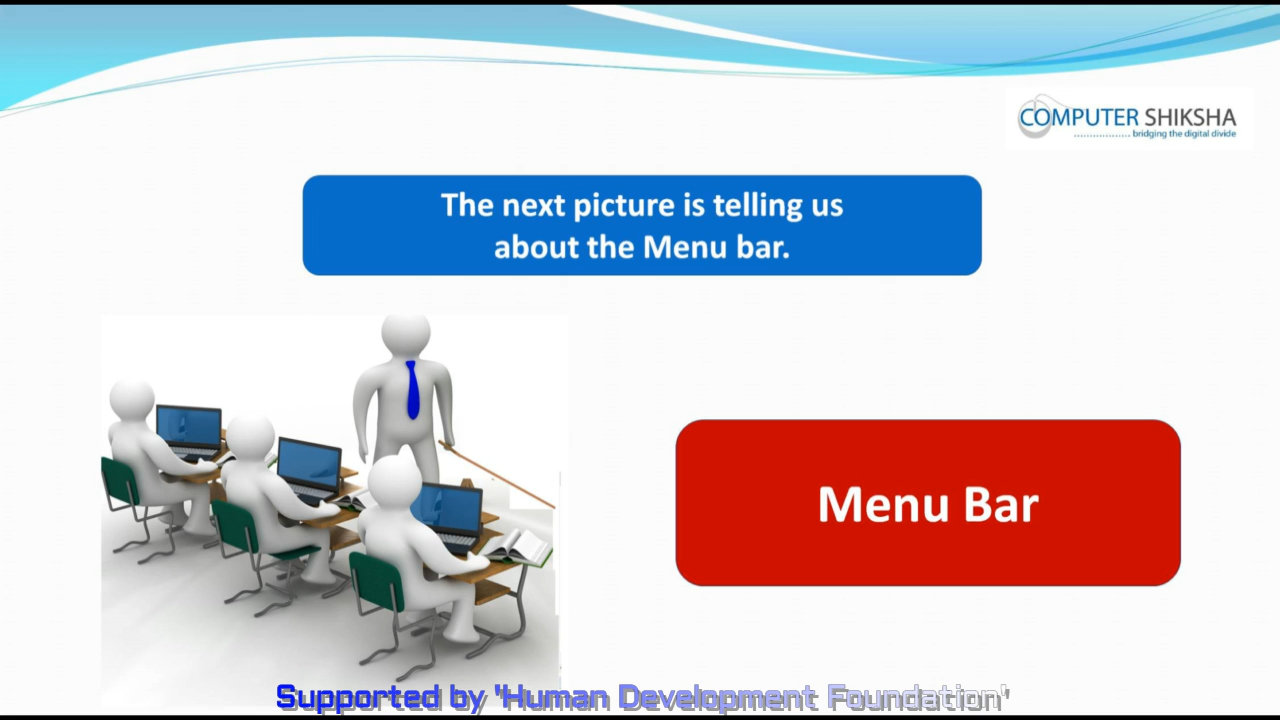 COMPUTER SHIKSHA
bridging the digital divide
The next picture is telling us
about the Menu bar.
Menu Bar
Supported by 'Human Development Foundation'